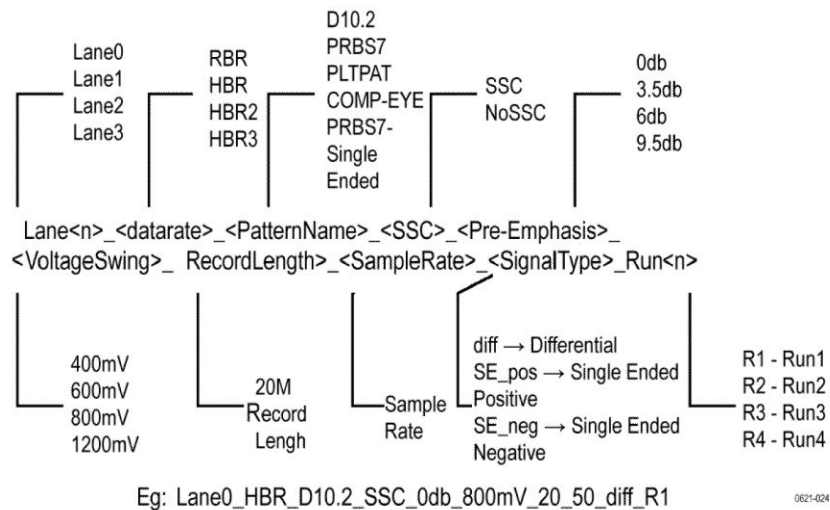 Lane0
Lane1
Lane2
Lane3
RBR
HBR
HBR2
HBR3
D10.2
PRBS7
PLTPAT
COMP-EYE
PRBS7-
Single
Ended
SSC
NoSSC
0db
3.5db
6db
9.5db
Lane<n>_<datarate>_<PatternName>_<SSC>_<Pre-Emphasis>_
<VoltageSwing>_ RecordLength>_<SampleRate>_<SignalType>_Run<n>
400mV
600mV
800mV
1200mV
20M
Record
Lengh
Sample
Rate
diff → Differential
SE_pos → Single Ended
Positive
SE_neg → Single Ended
Negative
R1 - Run1
R2 - Run2
R3 - Run3
R4 - Run4
Eg: Lane0_HBR_D10.2_SSC_0db_800mV_20_50_diff_R1
0621-024